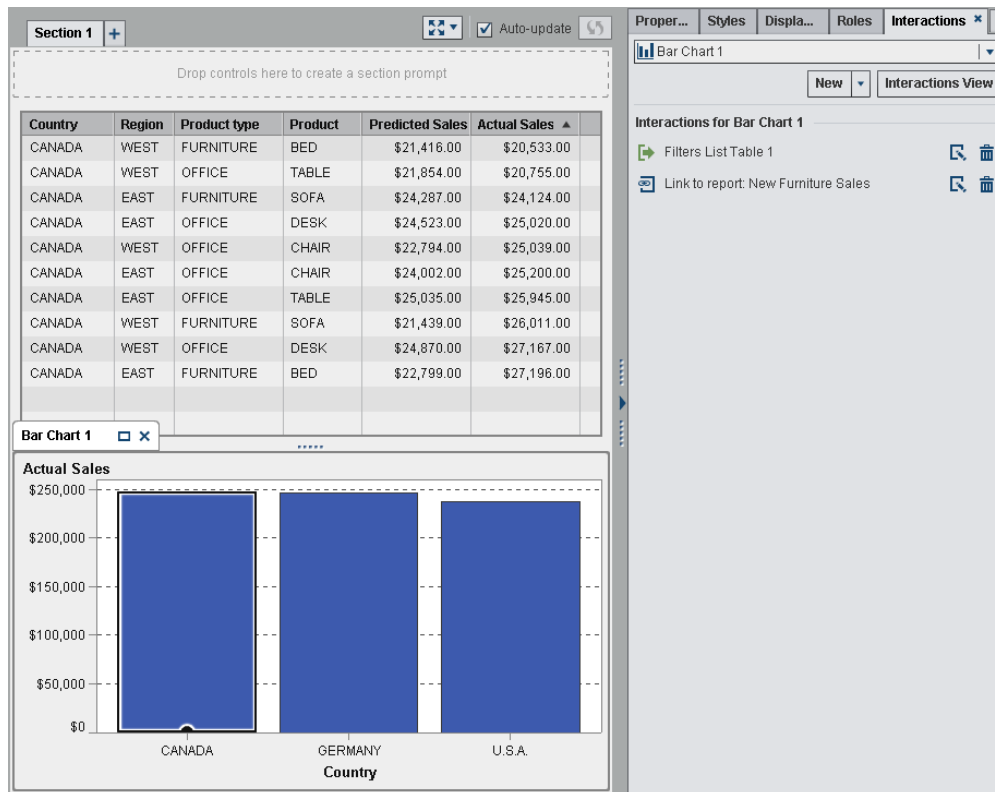 Section 1 +
Auto-update
Drop controls here to create a section prompt
Country Region Product type Product Predicted Sales Actual Sales
CANADA WEST FURNITURE BED $21,416.00 $20,533.00
CANADA WEST OFFICE TABLE $21,854.00 $20,755.00
CANADA EAST FURNITURE SOFA $24,287.00 $24,124.00
CANADA EAST OFFICE DESK $24,523.00 $25,020.00
CANADA WEST OFFICE CHAIR $22,794.00 $25,039.00
CANADA EAST OFFICE CHAIR $24,002.00 $25,200.00
CANADA EAST OFFICE TABLE $25,035.00 $25,945.00
CANADA WEST FURNITURE SOFA $21,439.00 $26,011.00
CANADA WEST OFFICE DESK $24,870.00 $27,167.00
CANADA EAST FURNITURE BED $22,799.00 $27,196.00
Bar Chart 1
Actual Sales
$250,000
$200,000
$150,000
$100,000
$50,000
$0
CANADA GERMANY U.S.A.
Country
Proper... Styles Displa... Roles Interactions
Bar Chart 1
New Interactions View
Interactions for Bar Chart 1
Filters List Table 1
Link to report: New Furniture Sales